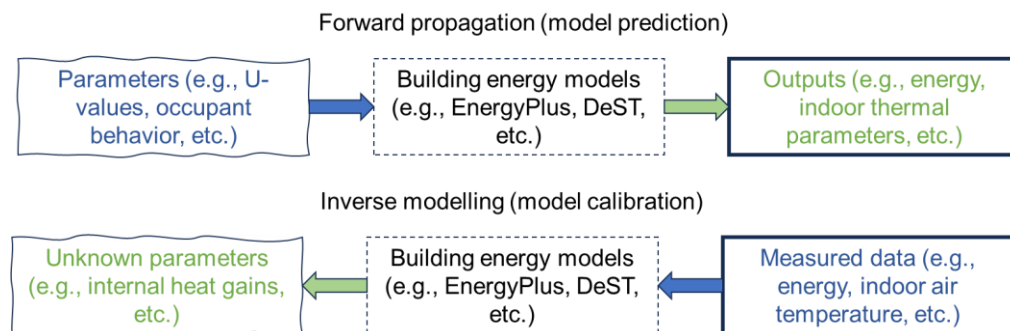 Forward propagation (model prediction)
Parameters (e.g., U-
values, occupant
behavior, etc.)
Building energy models
(e.g., EnergyPlus, DeST,
etc.)
Outputs (e.g., energy,
indoor thermal
parameters, etc.)
Inverse modelling (model calibration)
Unknown parameters
(e.g., internal heat gains,
etc.)
Building energy models
(e.g., EnergyPlus, DeST,
etc.)
Measured data (e.g.,
energy, indoor air
temperature, etc.)